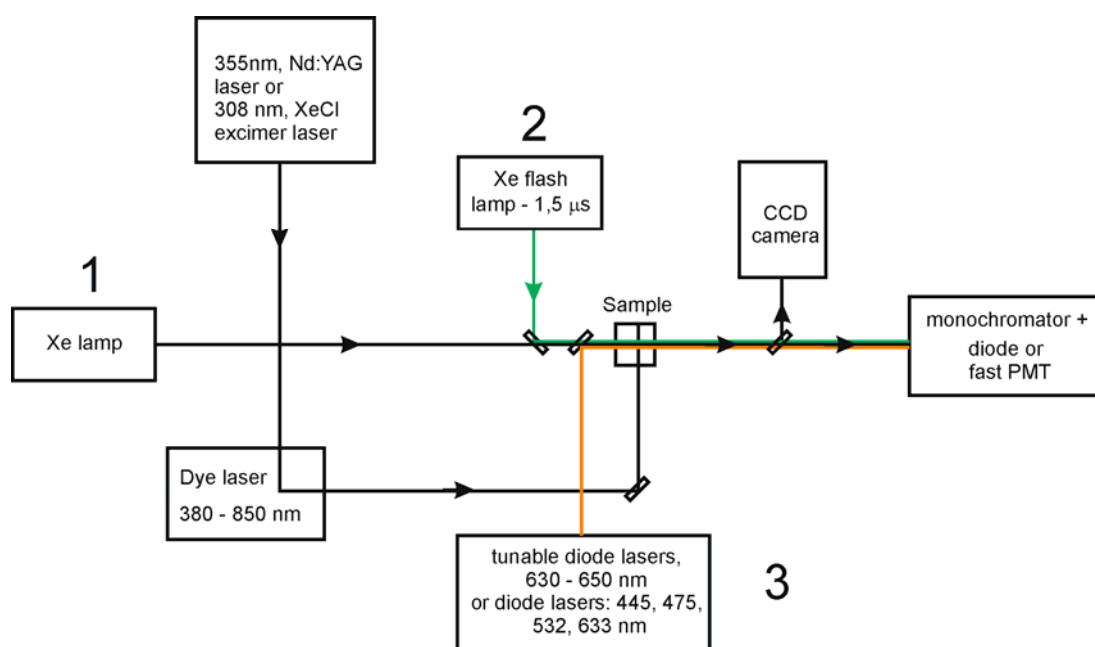 355nm, Nd:YAG
laser or
308 nm, XeCl
excimer laser
2
Xe flash
lamp - 1,5 μs
CCD
camera
1
Xe lamp
Sample
monochromator +
diode or
fast PMT
Dye laser
380 - 850 nm
tunable diode lasers,
630 - 650 nm
or diode lasers: 445, 475,
532, 633 nm
3